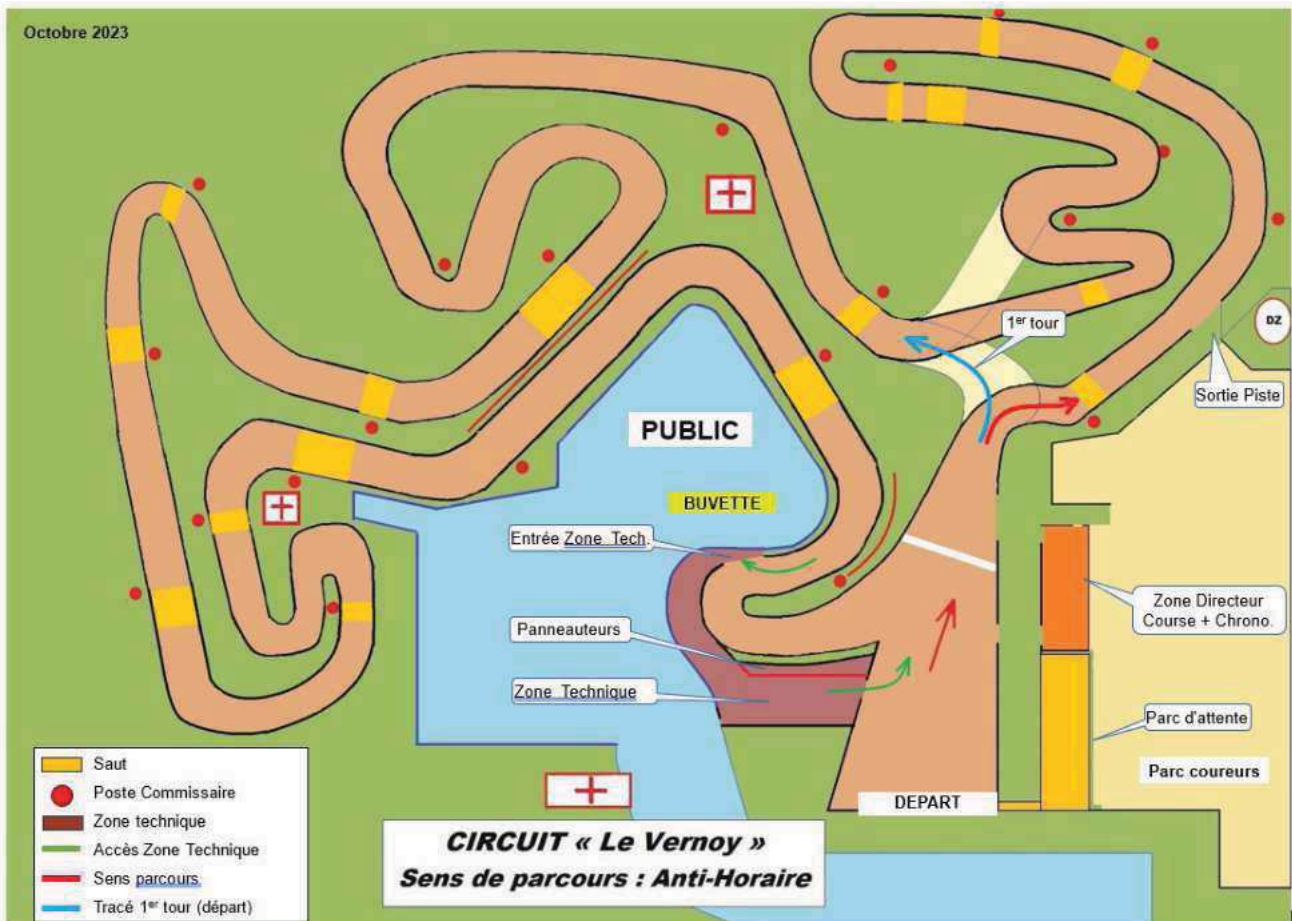 Octobre 2023
1er tour
DZ
Sortie Piste
PUBLIC
BUVETTE
Entrée Zone Tech.
Panneauteurs
Zone Technique
Zone Directeur
Course + Chrono.
Parc d'attente
Parc coureurs
DEPART
Saut
Poste Commissaire
Zone technique
Accès Zone Technique
Sens parcours
Tracé 1er tour (départ)
CIRCUIT « Le Vernoy »
Sens de parcours : Anti-Horaire